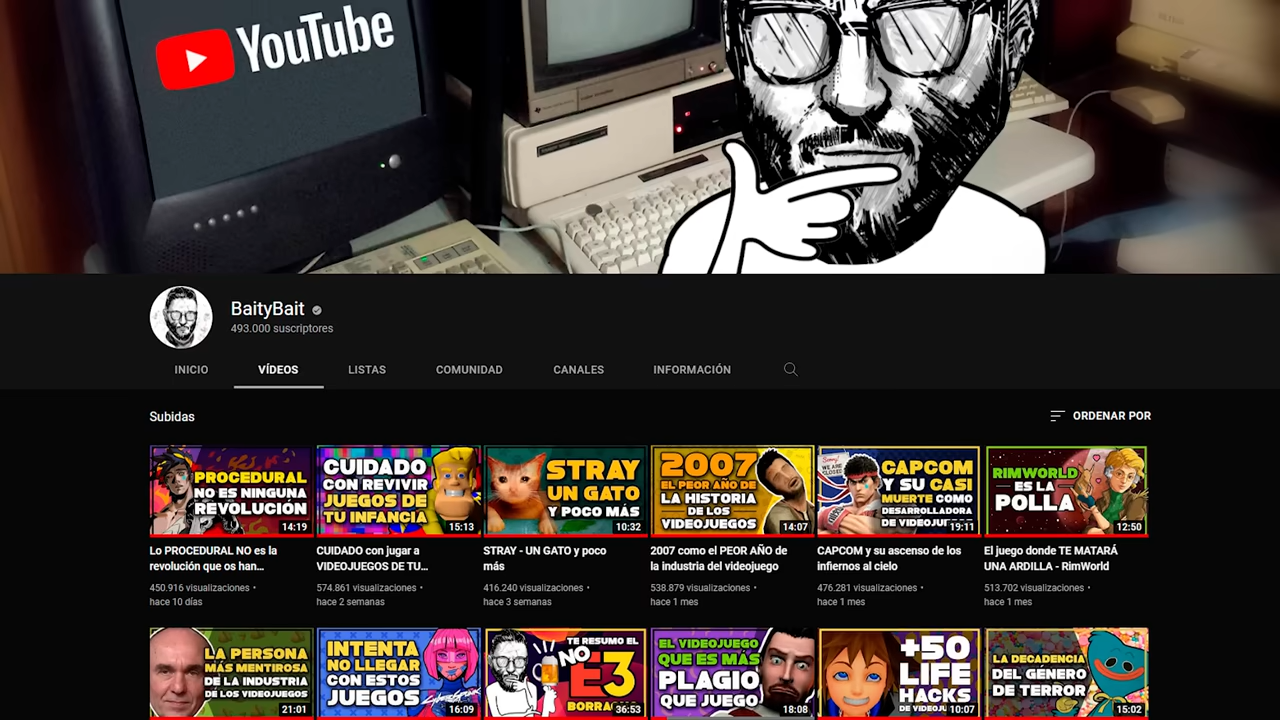 YouTube
BaityBait
493.000 suscriptores
INICIO
VÍDEOS
LISTAS
COMUNIDAD
CANALES
INFORMACIÓN
Subidas
ORDENAR POR
PROCEDURAL
NO ES NINGUNA
REVOLUCIÓN
14:19
CUIDADO
CON REVIVIR
JUEGOS DE
TU INFANCIA
15:13
STRAY
UN GATO
Y POCO MÁS
10:32
2007
EL PEOR AÑO DE
LA HISTORIA
DE LOS
VIDEOJUEGOS
14:07
Sorry!
WE ARE
CLOSED
CAPCOM
Y SU CASI
MUERTE COMO
DESARROLLADORA
DE VIDEOJUE
19:11
RIMWORLD
ES LA
POLLA
12:50
Lo PROCEDURAL NO es la
revolución que os han...
450.916 visualizaciones •
hace 10 días
CUIDADO con jugar a
VIDEOJUEGOS DE TU...
574.861 visualizaciones •
hace 2 semanas
STRAY - UN GATO y poco
más
416.240 visualizaciones •
hace 3 semanas
2007 como el PEOR AÑO de
la industria del videojuego
538.879 visualizaciones •
hace 1 mes
CAPCOM y su ascenso de los
infiernos al cielo
476.281 visualizaciones •
hace 1 mes
El juego donde TE MATARÁ
UNA ARDILLA - RimWorld
513.702 visualizaciones •
hace 1 mes
LA PERSONA
MÁS MENTIROSA
DE LA INDUSTRIA
DE LOS VIDEOJUEGOS
21:01
INTENTA
NO LLEGAR
CON ESTOS
JUEGOS
16:09
TE RESUMO EL
NO
E3
BORRAC
36:53
EL VIDEOJUEGO
QUE ES MÁS
PLAGIO
QUE JUEGO
18:08
+50
LIFE
HACKS
DE VIDEOJU
10:07
LA DECADENCIA
DEL GÉNERO
DE TERROR
15:02